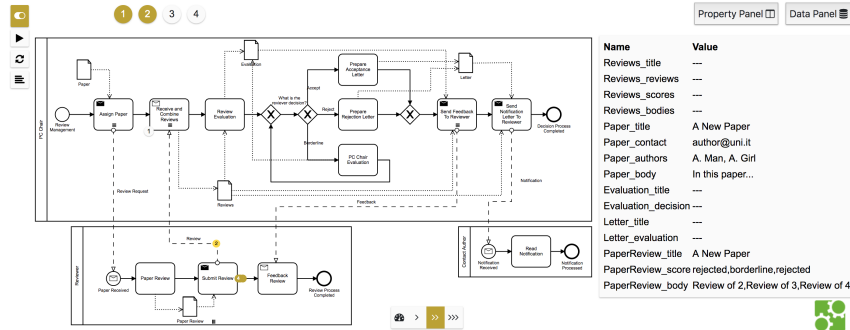 1 2 3 4
Property Panel
Data Panel
PC Chair
Review
Management
Paper
Assign Paper
Receive and
Combine
Reviews
1
Review
Evaluation
Evaluation
What is the
reviewer decision?
Accept
Reject
Borderline
Prepare
Acceptance
Letter
Prepare
Rejection Letter
PC Chair
Evaluation
Letter
Send Feedback
To Reviewer
Send
Notification
Letter To
Reviewer
Decision Process
Completed
Reviews
Review Request
Review
Feedback
Notification
Reviewer
Paper Received
Paper Review
Submit Review
2
Feedback
Review
Review Process
Completed
Paper Review
Contact Author
Notification
Received
Read
Notification
Notification
Processed
Name Value
Reviews_title ---
Reviews_reviews ---
Reviews_scores ---
Reviews_bodies ---
Paper_title A New Paper
Paper_contact author@uni.it
Paper_authors A. Man, A. Girl
Paper_body In this paper...
Evaluation_title ---
Evaluation_decision ---
Letter_title ---
Letter_evaluation ---
PaperReview_title A New Paper
PaperReview_score rejected,borderline,rejected
PaperReview_body Review of 2,Review of 3,Review of 4